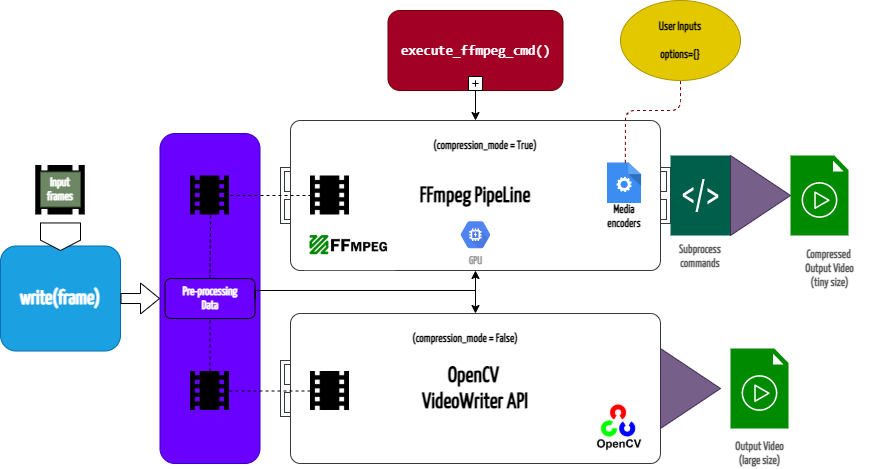 User Inputs
options={}
execute_ffmpeg_cmd()
+
(compression_mode = True)
Input
frames
FFmpeg PipeLine
Media
encoders
</>
FFMPEG
GPU
Subprocess
commands
Compressed
Output Video
(tiny size)
write(frame)
Pre-processing
Data
(compression_mode = False)
OpenCV
VideoWriter API
OpenCV
Output Video
(large size)